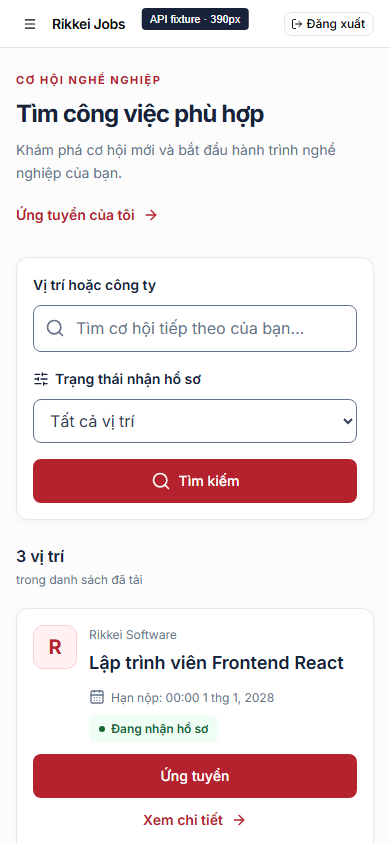 Rikkei Jobs
API fixture · 390px
Đăng xuất
CƠ HỘI NGHỀ NGHIỆP
Tìm công việc phù hợp
Khám phá cơ hội mới và bắt đầu hành trình nghề
nghiệp của bạn.
Ứng tuyển của tôi
Vị trí hoặc công ty
Tìm cơ hội tiếp theo của bạn...
Trạng thái nhận hồ sơ
Tất cả vị trí
Tìm kiếm
3 vị trí
trong danh sách đã tải
R
Rikkei Software
Lập trình viên Frontend React
Hạn nộp: 00:00 1 thg 1, 2028
Đang nhận hồ sơ
Ứng tuyển
Xem chi tiết